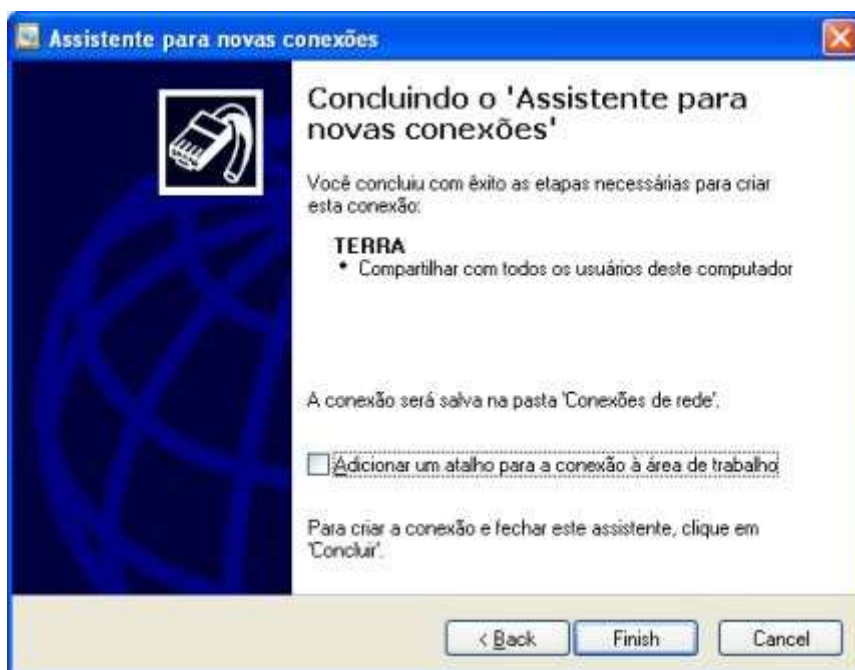 Assistente para novas conexões
Concluindo o 'Assistente para
novas conexões'
Você concluiu com êxito as etapas necessárias para criar
esta conexão:
TERRA
• Compartilhar com todos os usuários deste computador
A conexão será salva na pasta 'Conexões de rede'.
Adicionar um atalho para a conexão à área de trabalho
Para criar a conexão e fechar este assistente, clique em
'Concluir'.
< Back Finish Cancel